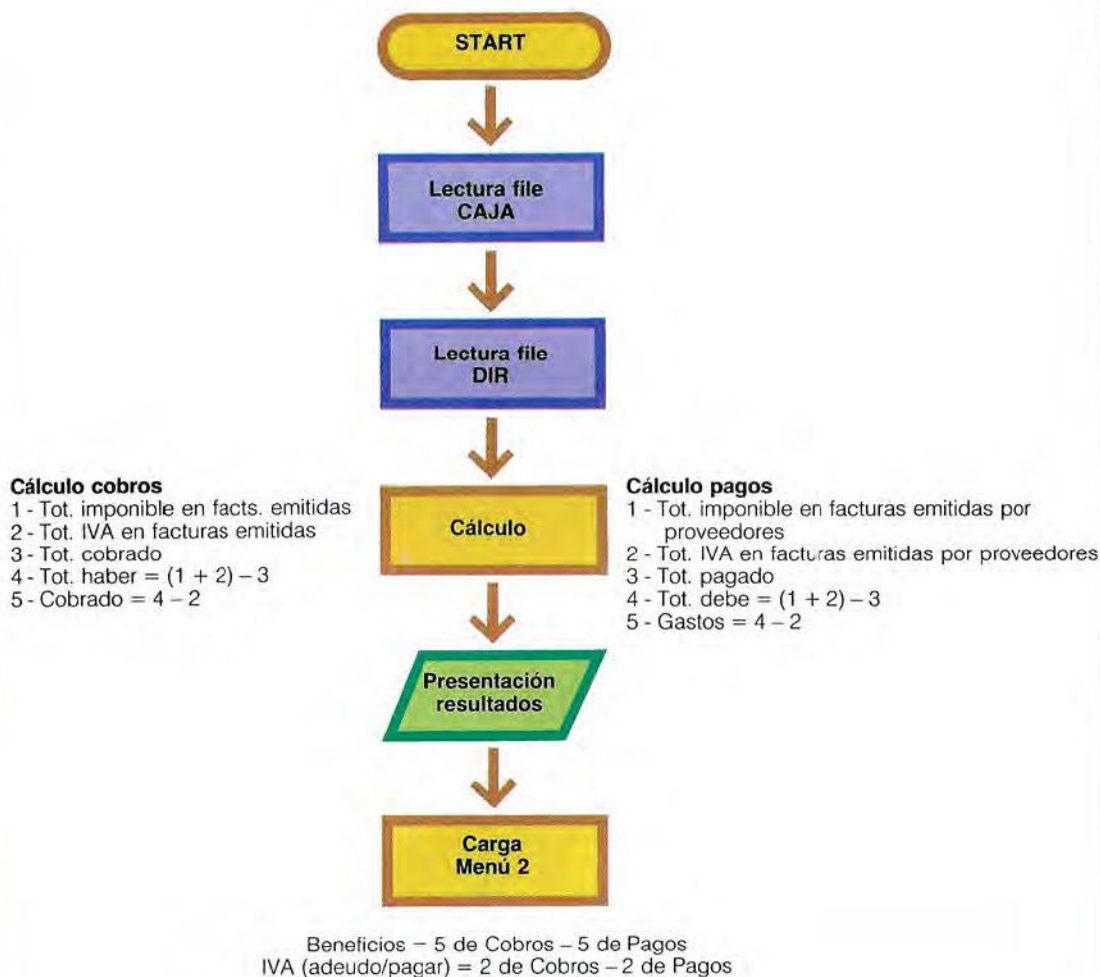 START
Lectura file
CAJA
Lectura file
DIR
Cálculo cobros
1 - Tot. imponible en facts. emitidas
2 - Tot. IVA en facturas emitidas
3 - Tot. cobrado
4 - Tot. haber = (1 + 2) – 3
5 - Cobrado = 4 – 2
Cálculo
Cálculo pagos
1 - Tot. imponible en facturas emitidas por
proveedores
2 - Tot. IVA en facturas emitidas por proveedores
3 - Tot. pagado
4 - Tot. debe = (1 + 2) – 3
5 - Gastos = 4 – 2
Presentación
resultados
Carga
Menú 2
Beneficios – 5 de Cobros – 5 de Pagos
IVA (adeudo/pagar) = 2 de Cobros – 2 de Pagos